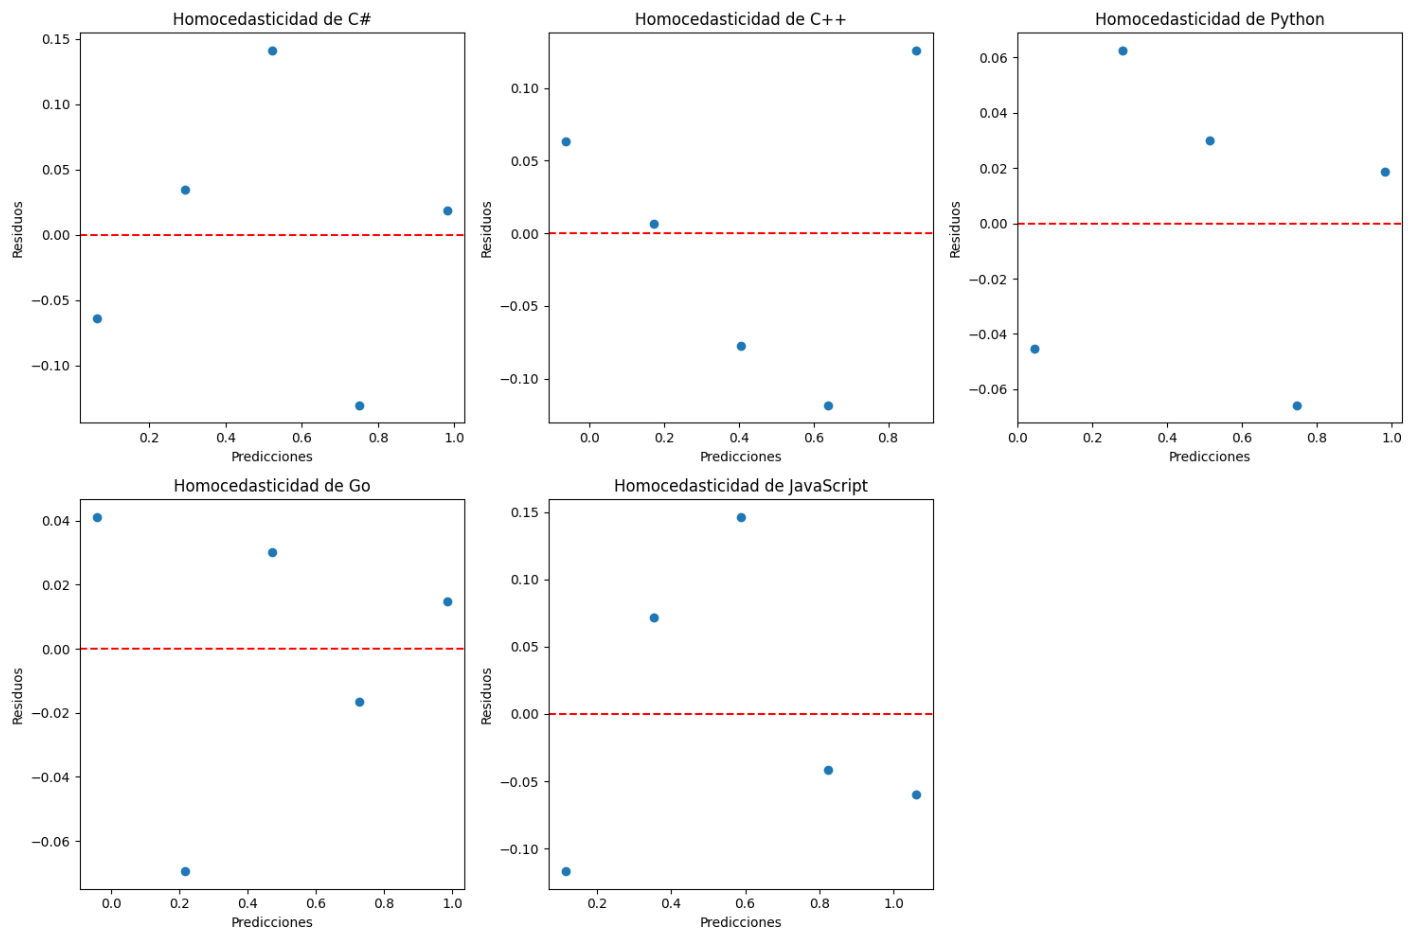 Homocedasticidad de C#
0.15
0.10
0.05
0.00
−0.05
−0.10
Residuos
0.2 0.4 0.6 0.8 1.0
Predicciones
Homocedasticidad de C++
0.10
0.05
0.00
−0.05
−0.10
Residuos
0.0 0.2 0.4 0.6 0.8
Predicciones
Homocedasticidad de Python
0.06
0.04
0.02
0.00
−0.02
−0.04
−0.06
Residuos
0.0 0.2 0.4 0.6 0.8 1.0
Predicciones
Homocedasticidad de Go
0.04
0.02
0.00
−0.02
−0.04
−0.06
Residuos
0.0 0.2 0.4 0.6 0.8 1.0
Predicciones
Homocedasticidad de JavaScript
0.15
0.10
0.05
0.00
−0.05
−0.10
Residuos
0.2 0.4 0.6 0.8 1.0
Predicciones